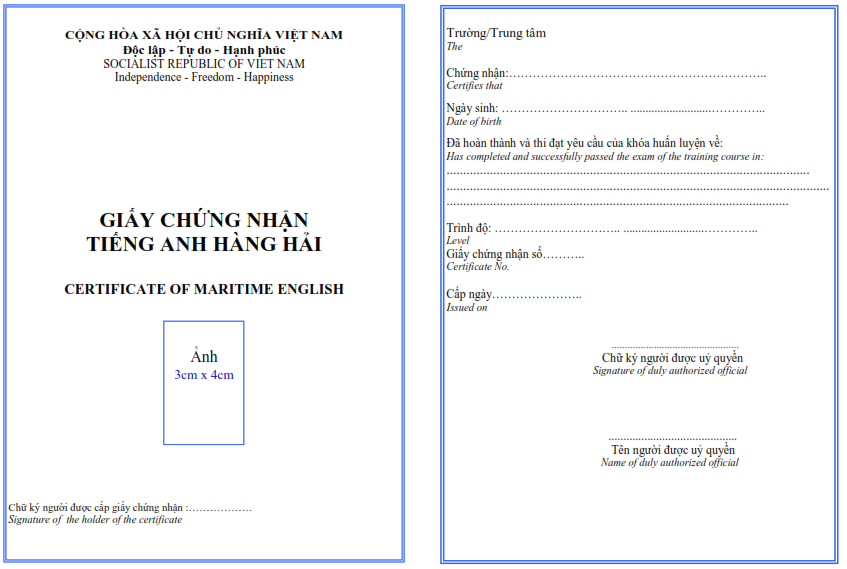 CỘNG HÒA XÃ HỘI CHỦ NGHĨA VIỆT NAM
Độc lập - Tự do - Hạnh phúc
SOCIALIST REPUBLIC OF VIET NAM
Independence - Freedom - Happiness
GIẤY CHỨNG NHẬN
TIẾNG ANH HÀNG HẢI
CERTIFICATE OF MARITIME ENGLISH
Ảnh
3cm x 4cm
Chữ ký người được cấp giấy chứng nhận :………………
Signature of the holder of the certificate
Trường/Trung tâm
The
Chứng nhận:…………………………………………………………..
Certifies that
Ngày sinh: ………………………….. ...........................…………..
Date of birth
Đã hoàn thành và thi đạt yêu cầu của khóa huấn luyện về:
Has completed and successfully passed the exam of the training course in:
.............................................................................................................
...................................................................................................................
.......................................................................................................
Trình độ: ………………………….. ...........................…………..
Level
Giấy chứng nhận số………..
Certificate No.
Cấp ngày…………………..
Issued on
................................................
Chữ ký người được uỷ quyền
Signature of duly authorized official
...........................................
Tên người được uỷ quyền
Name of duly authorized official